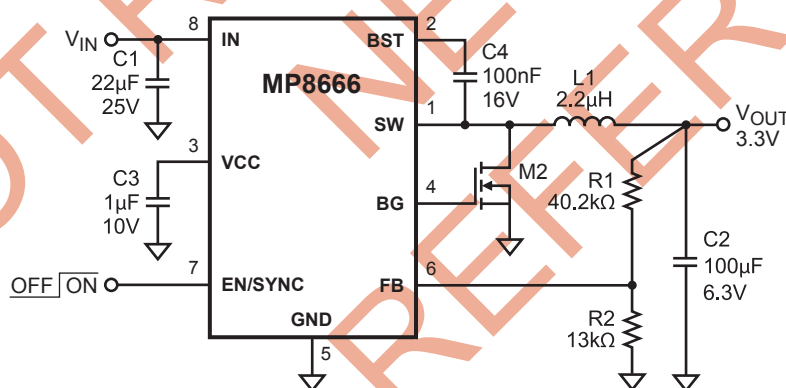 V_IN
8
IN
C1
22µF
25V
MP8666
BST
2
C4
100nF
16V
SW
1
L1
2.2µH
V_OUT
3.3V
3
VCC
C3
1µF
10V
BG
4
M2
R1
40.2kΩ
C2
100µF
6.3V
OFF ON
7
EN/SYNC
FB
6
R2
13kΩ
GND
5